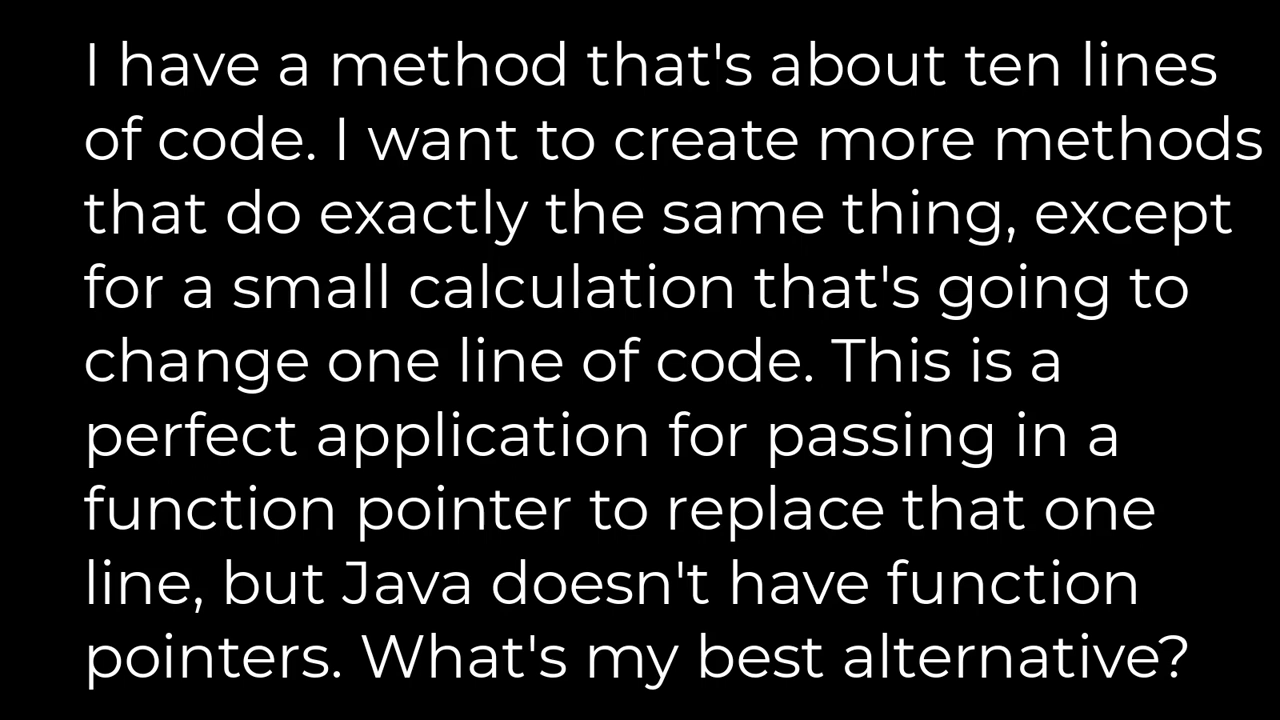 I have a method that's about ten lines
of code. I want to create more methods
that do exactly the same thing, except
for a small calculation that's going to
change one line of code. This is a
perfect application for passing in a
function pointer to replace that one
line, but Java doesn't have function
pointers. What's my best alternative?